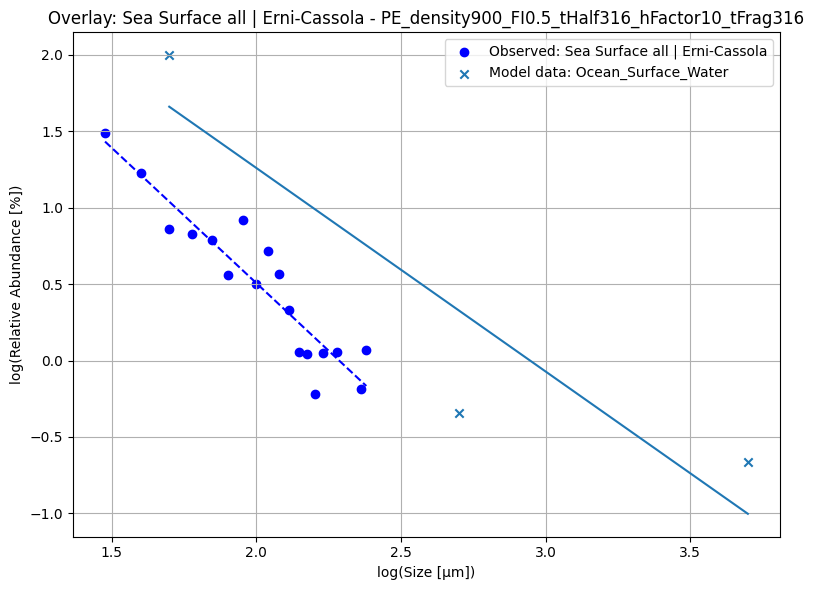 Overlay: Sea Surface all | Erni-Cassola - PE_density900_FI0.5_tHalf316_hFactor10_tFrag316
Observed: Sea Surface all | Erni-Cassola
Model data: Ocean_Surface_Water
log(Relative Abundance [%])
2.0
1.5
1.0
0.5
0.0
−0.5
−1.0
1.5 2.0 2.5 3.0 3.5
log(Size [µm])